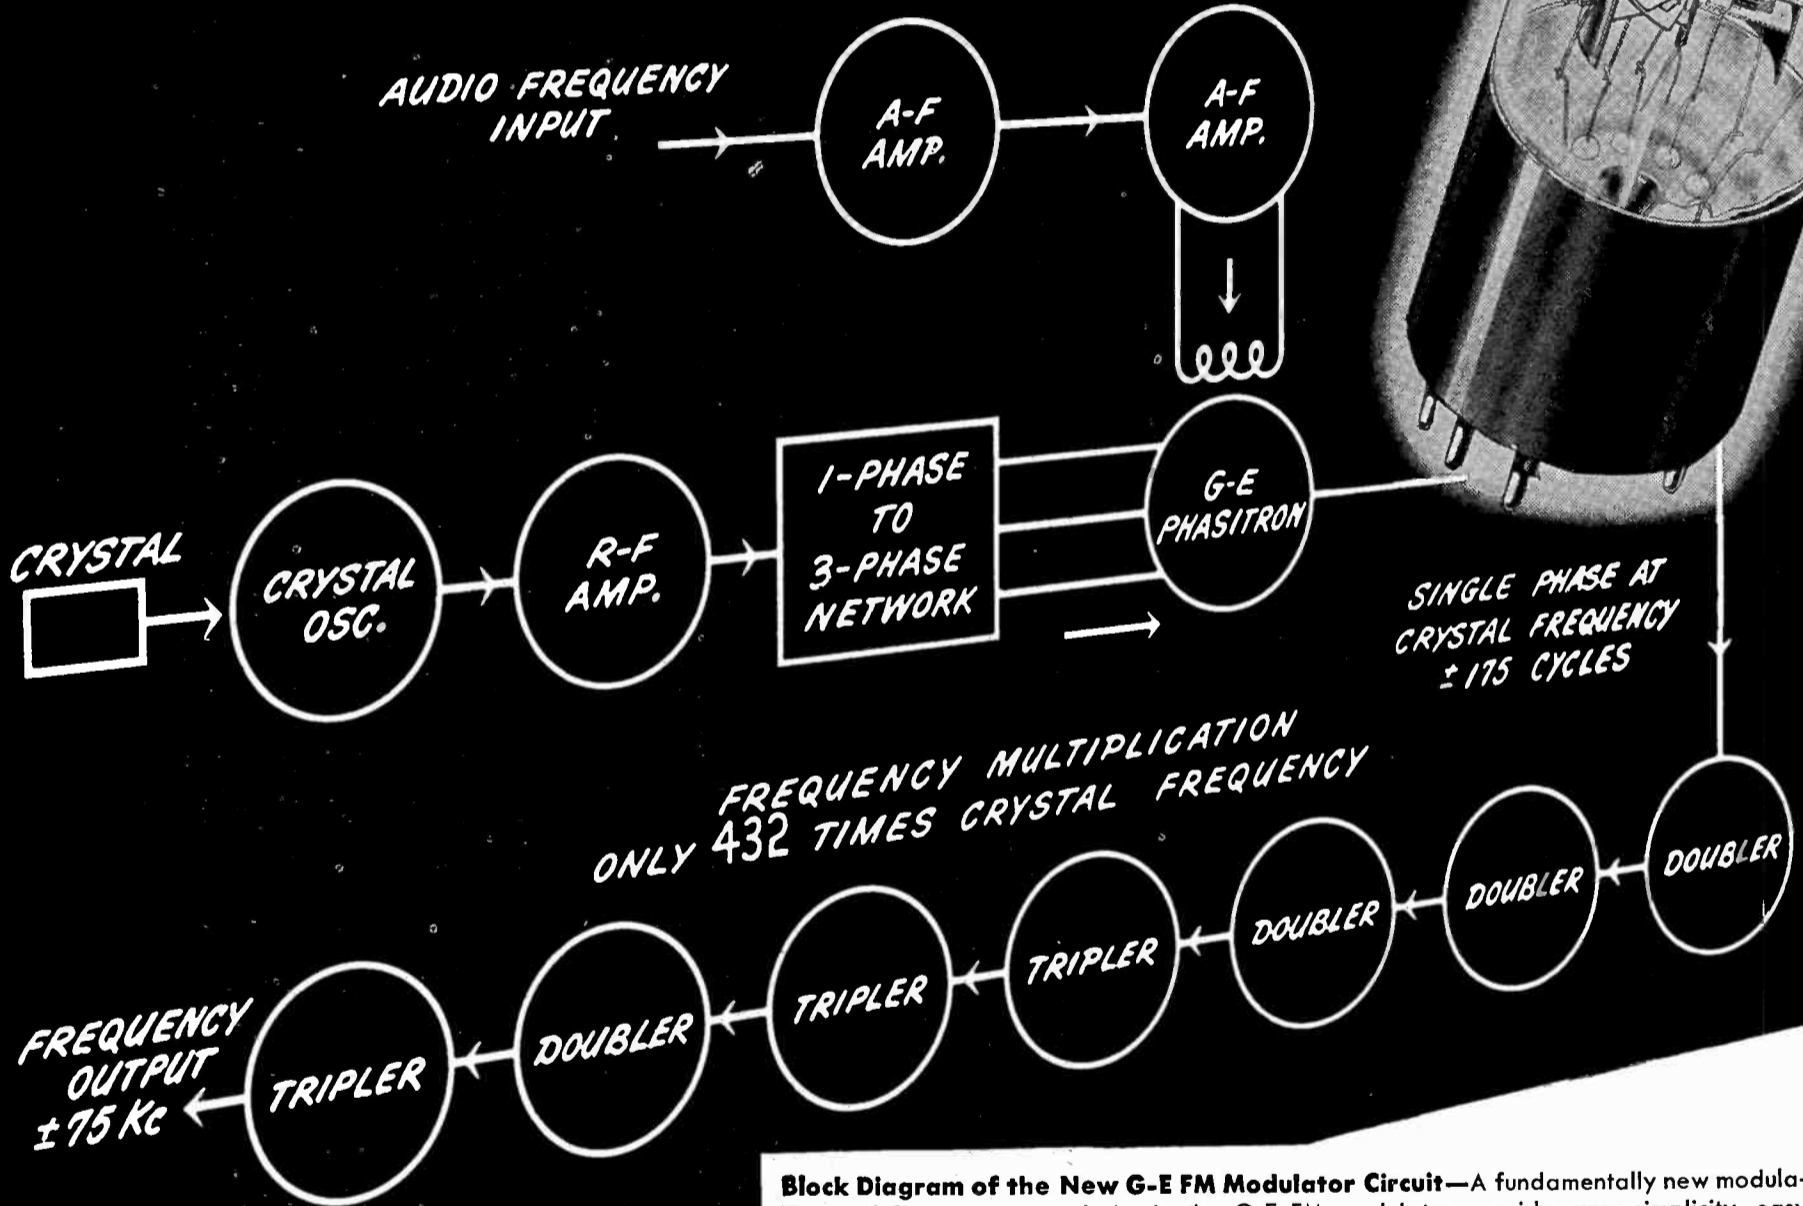 AUDIO FREQUENCY
INPUT
A-F
AMP.
A-F
AMP.
CRYSTAL
CRYSTAL
OSC.
R-F
AMP.
1-PHASE
TO
3-PHASE
NETWORK
G-E
PHASITRON
SINGLE PHASE AT
CRYSTAL FREQUENCY
±175 CYCLES
FREQUENCY MULTIPLICATION
ONLY 432 TIMES CRYSTAL FREQUENCY
DOUBLER
DOUBLER
DOUBLER
TRIPLER
TRIPLER
DOUBLER
TRIPLER
FREQUENCY
OUTPUT
±75 Kc
Block Diagram of the New G-E FM Modulator Circuit—A fundamentally new modula-